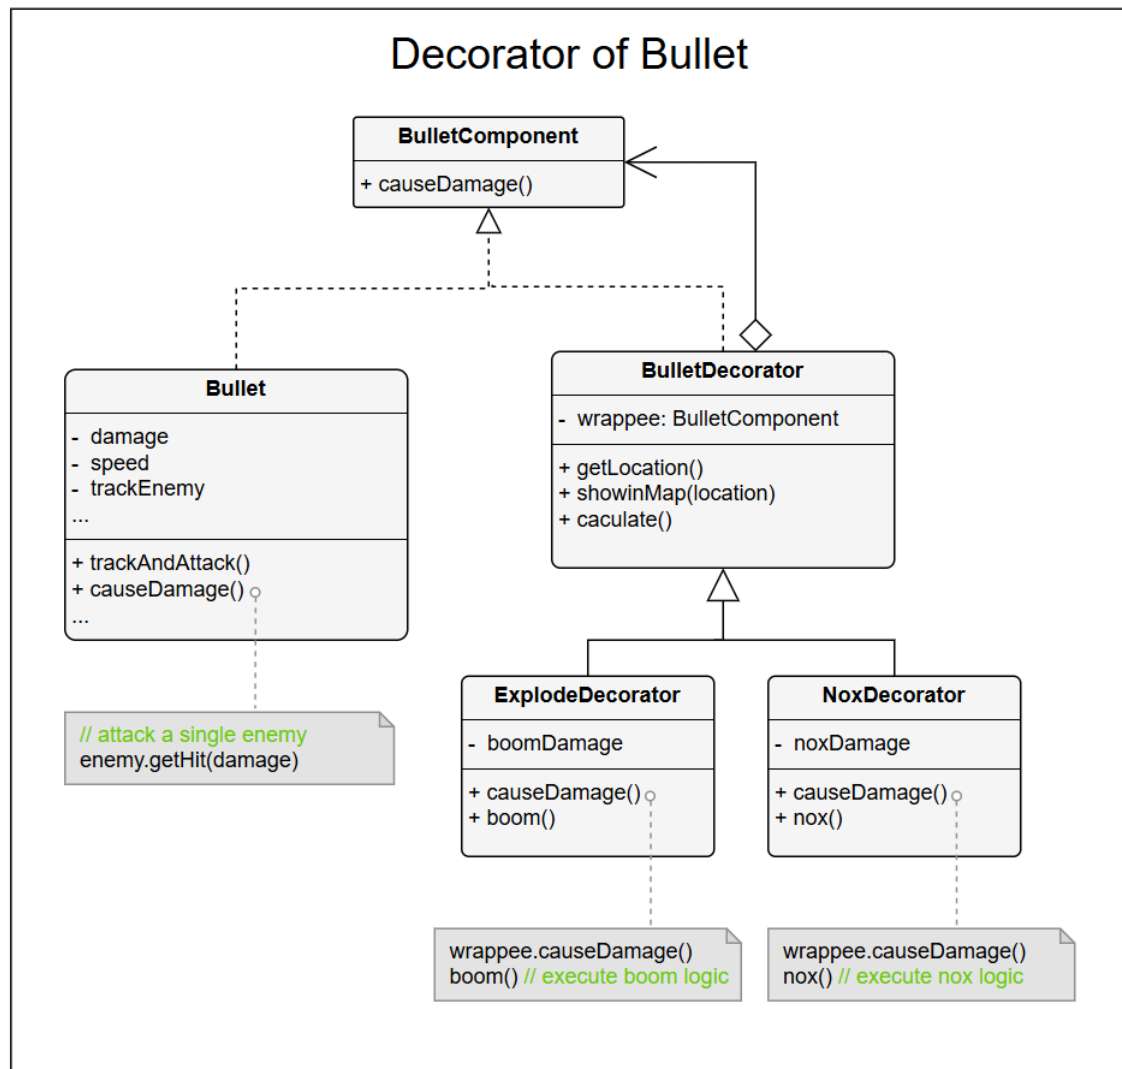 Decorator of Bullet
BulletComponent
+ causeDamage()
Bullet
- damage
- speed
- trackEnemy
...
+ trackAndAttack()
+ causeDamage()
...
// attack a single enemy
enemy.getHit(damage)
BulletDecorator
- wrappee: BulletComponent
+ getLocation()
+ showinMap(location)
+ caculate()
ExplodeDecorator
- boomDamage
+ causeDamage()
+ boom()
wrappee.causeDamage()
boom() // execute boom logic
NoxDecorator
- noxDamage
+ causeDamage()
+ nox()
wrappee.causeDamage()
nox() // execute nox logic